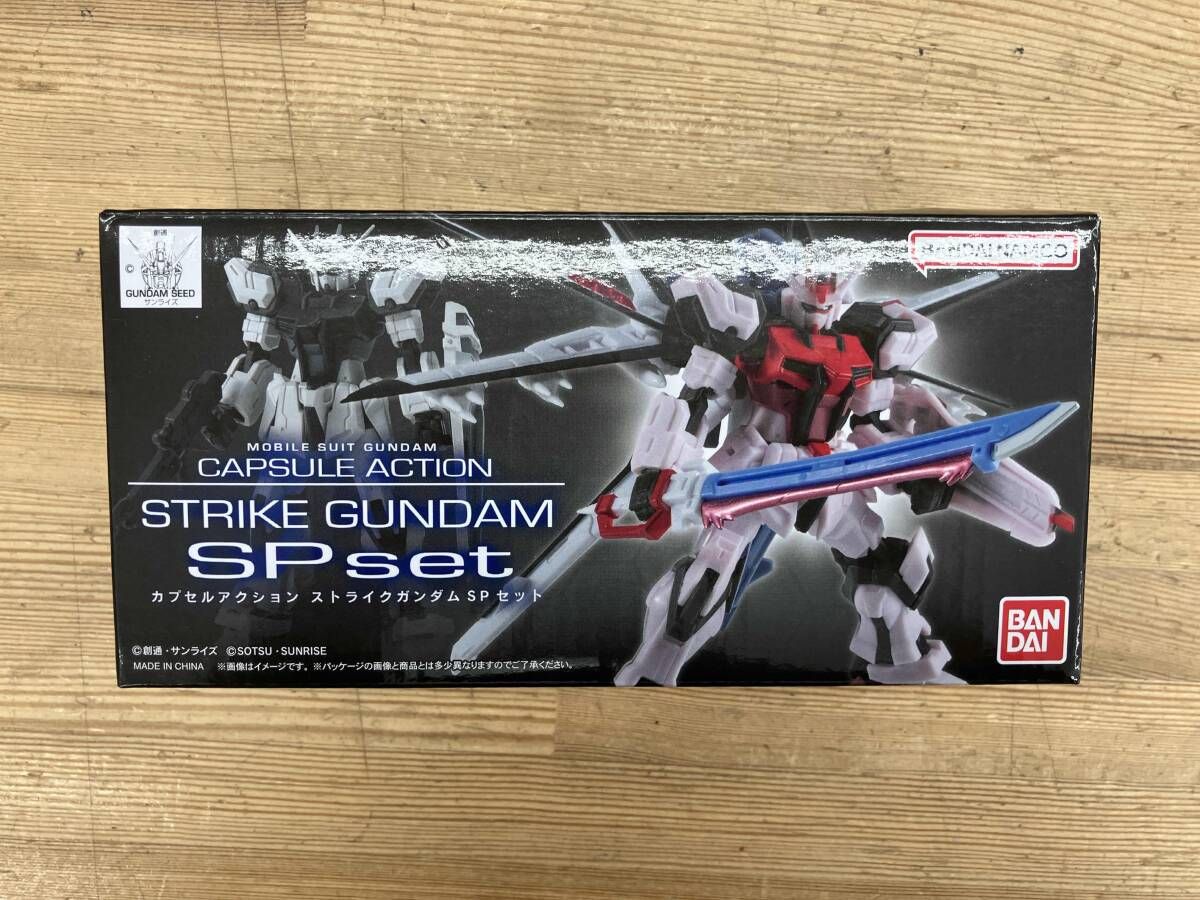 創通
©
GUNDAM SEED
サンライズ
BANDAI NAMCO
MOBILE SUIT GUNDAM
CAPSULE ACTION
STRIKE GUNDAM
SPset
カプセルアクション ストライクガンダムSPセット
©創通・サンライズ ©SOTSU・SUNRISE
MADE IN CHINA ※画像はイメージです。※パッケージの画像と商品とは多少異なりますのでご了承ください。
BAN
DAI